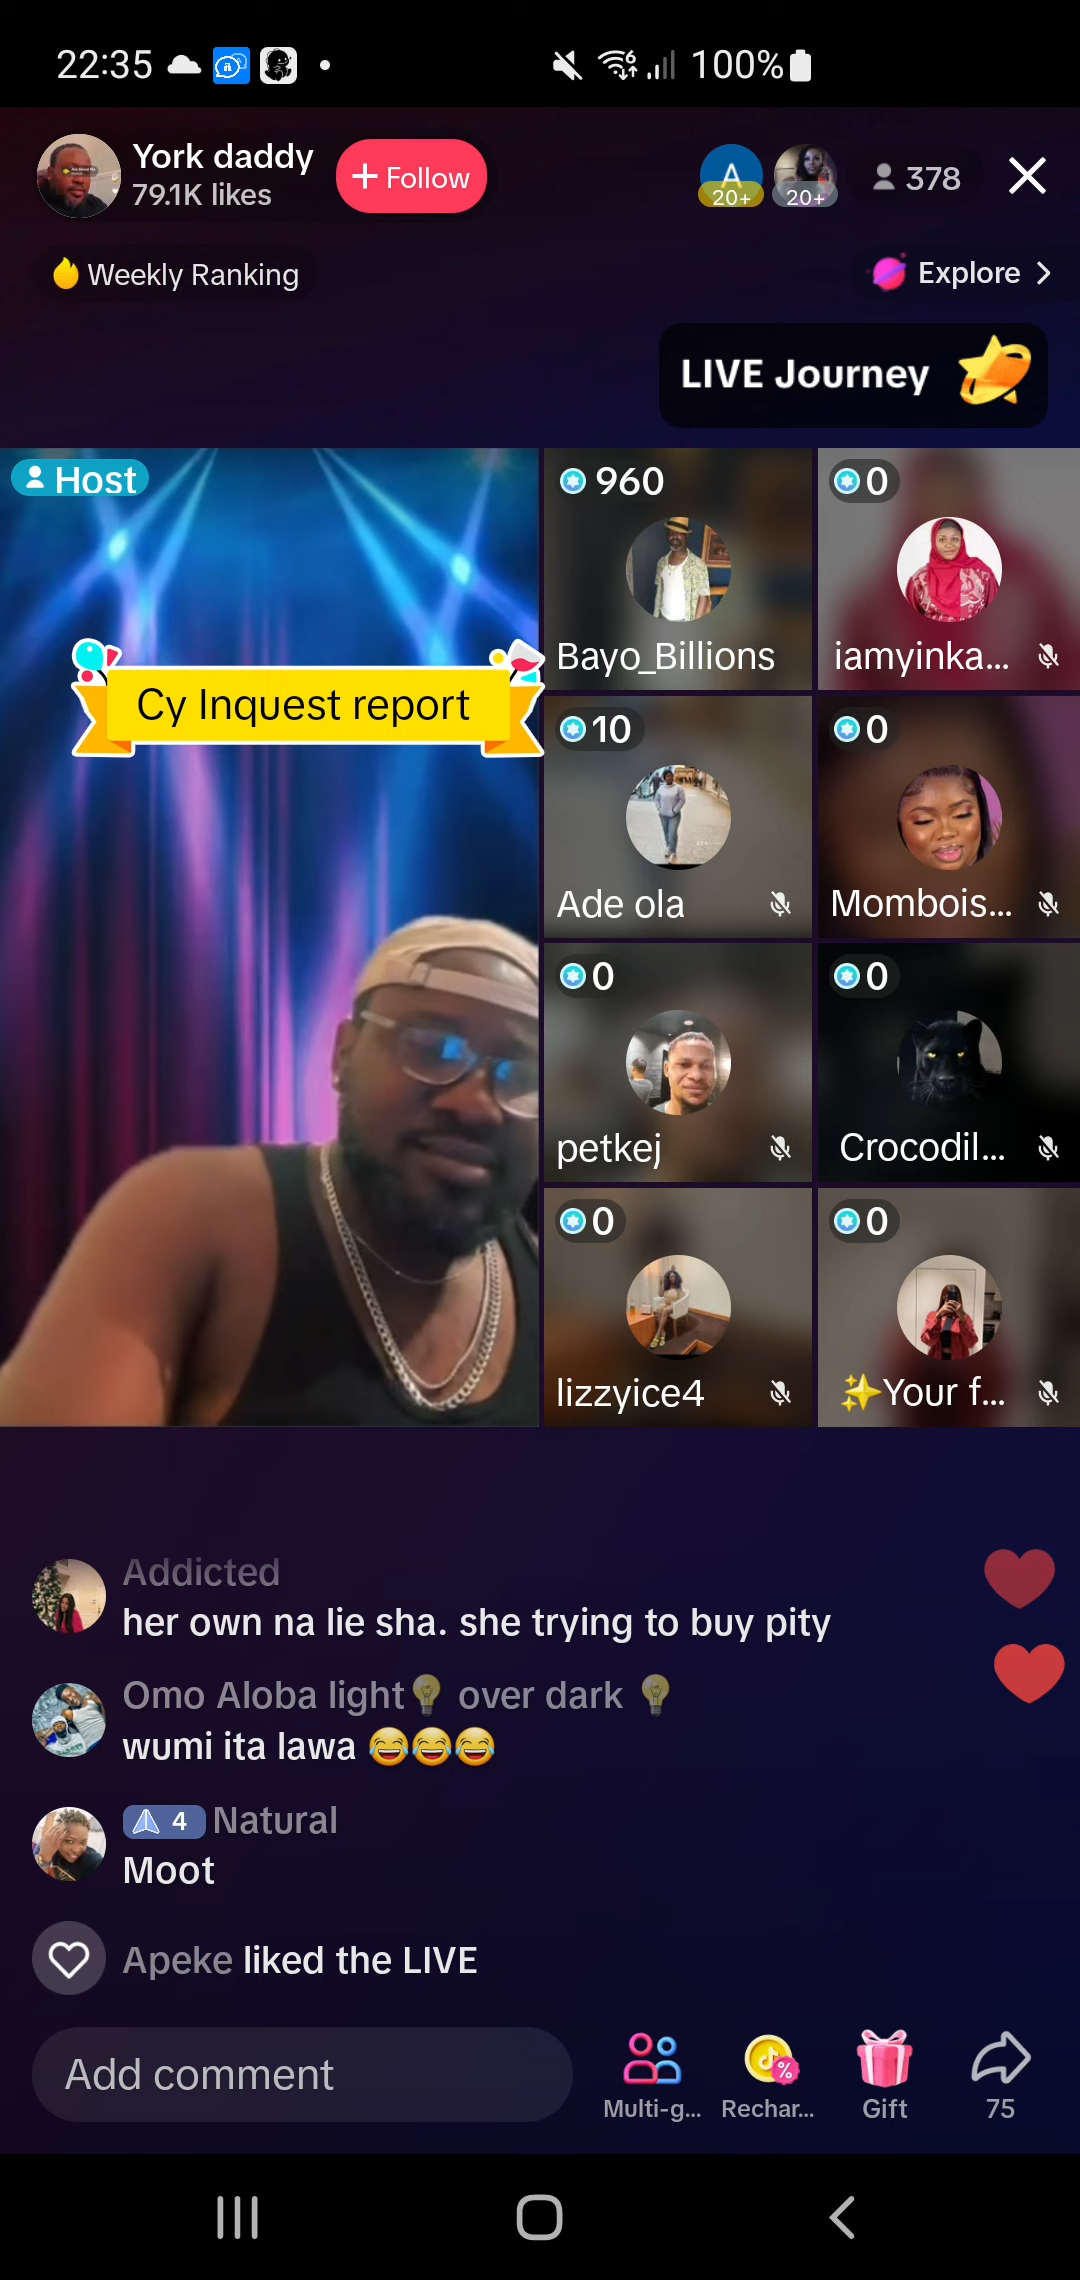 22:35
100%
York daddy
79.1K likes
+ Follow
A
20+
20+
378
Weekly Ranking
Explore
LIVE Journey
Host
Cy Inquest report
960
Bayo_Billions
0
iamyinka...
10
Ade ola
0
Mombois...
0
petkej
0
Crocodil...
0
lizzyice4
0
✨Your f...
Addicted
her own na lie sha. she trying to buy pity
Omo Aloba light💡 over dark 💡
wumi ita lawa 😂😂😂
4 Natural
Moot
Apeke liked the LIVE
Add comment
Multi-g...
Rechar...
Gift
75